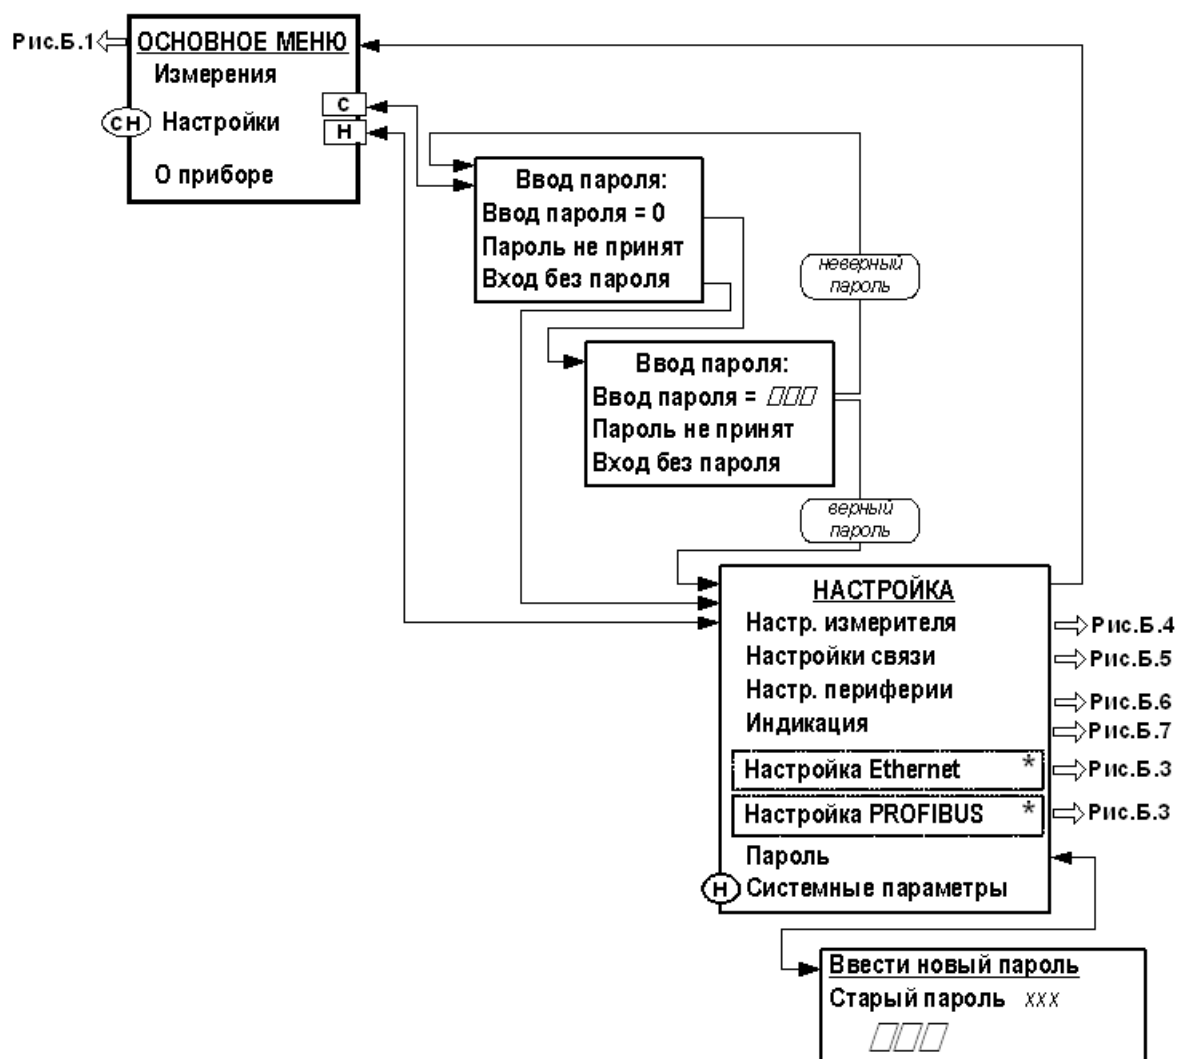 Рис.Б.1
ОСНОВНОЕ МЕНЮ
Измерения
С
СН Настройки
Н
О приборе
Ввод пароля:
Ввод пароля = 0
Пароль не принят
Вход без пароля
неверный
пароль
Ввод пароля:
Ввод пароля =
Пароль не принят
Вход без пароля
верный
пароль
НАСТРОЙКА
Настр. измерителя
Рис.Б.4
Настройки связи
Рис.Б.5
Настр. периферии
Рис.Б.6
Индикация
Рис.Б.7
Настройка Ethernet *
Рис.Б.3
Настройка PROFIBUS *
Рис.Б.3
Пароль
Н Системные параметры
Ввести новый пароль
Старый пароль xxx